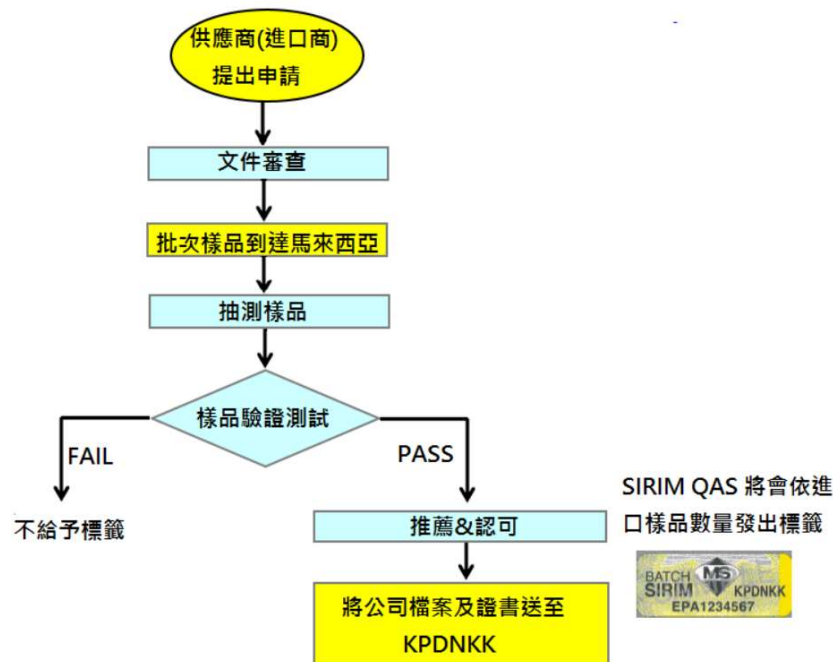 供應商(進口商)
提出申請
文件審查
批次樣品到達馬來西亞
抽測樣品
樣品驗證測試
FAIL
PASS
不給予標籤
推薦&認可
SIRIM QAS 將會依進
口樣品數量發出標籤
BATCH
SIRIM
MS
KPDNKK
EPA1234567
將公司檔案及證書送至
KPDNKK